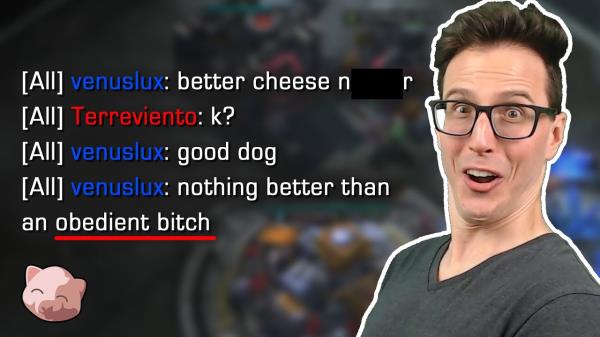 [All] venuslux: better cheese n r
[All] Terreviento: k?
[All] venuslux: good dog
[All] venuslux: nothing better than
an obedient bitch